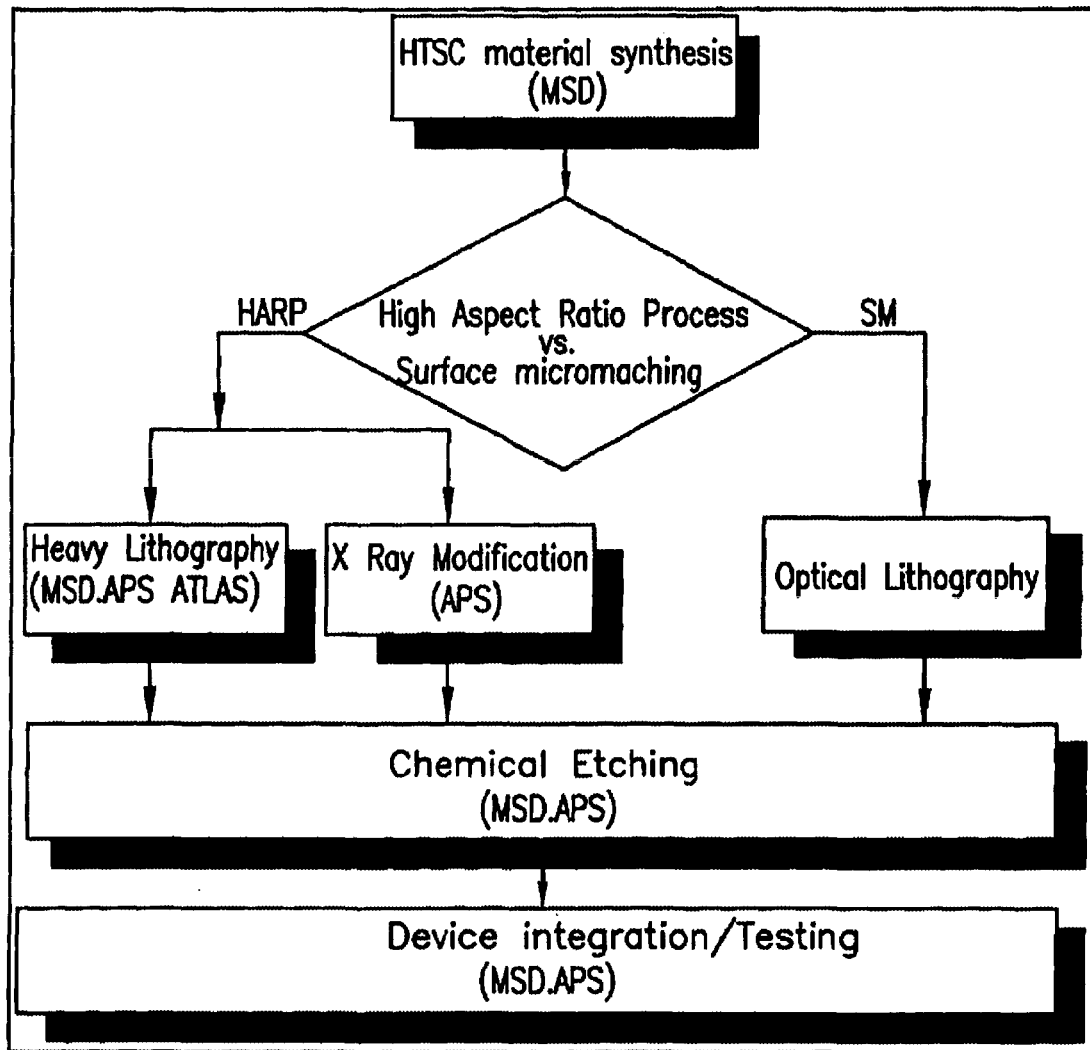 HTSC material synthesis
(MSD)
HARP
High Aspect Ratio Process
SM
vs.
Surface micromaching
Heavy Lithography
(MSD.APS ATLAS)
X Ray Modification
(APS)
Optical Lithography
Chemical Etching
(MSD.APS)
Device integration/Testing
(MSD.APS)